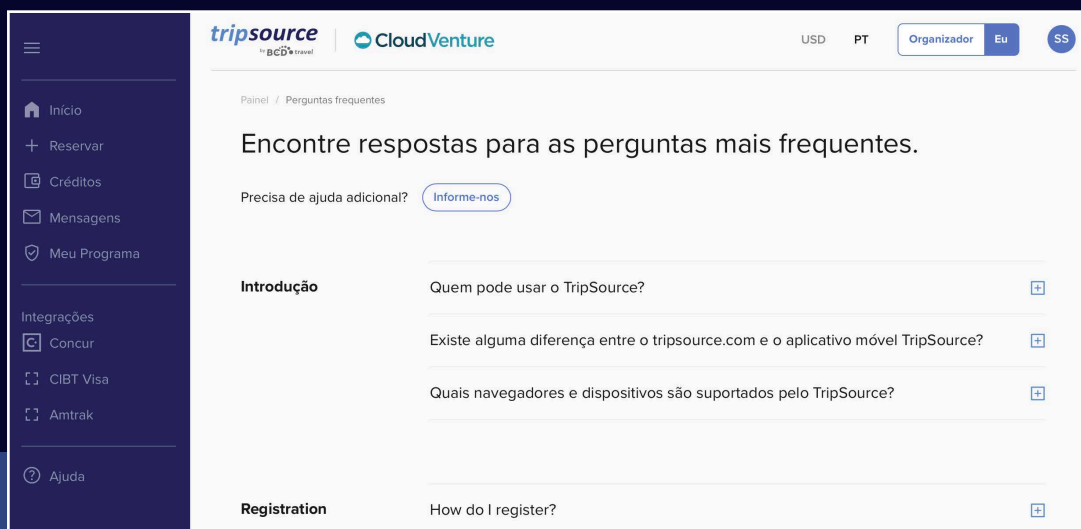 tripsource
by BCD travel
CloudVenture
USD
PT
Organizador
Eu
SS
Início
Reservar
Créditos
Mensagens
Meu Programa
Integrações
Concur
CIBT Visa
Amtrak
Ajuda
Painel / Perguntas frequentes
Encontre respostas para as perguntas mais frequentes.
Precisa de ajuda adicional?
Informe-nos
Introdução
Quem pode usar o TripSource?
Existe alguma diferença entre o tripsource.com e o aplicativo móvel TripSource?
Quais navegadores e dispositivos são suportados pelo TripSource?
Registration
How do I register?